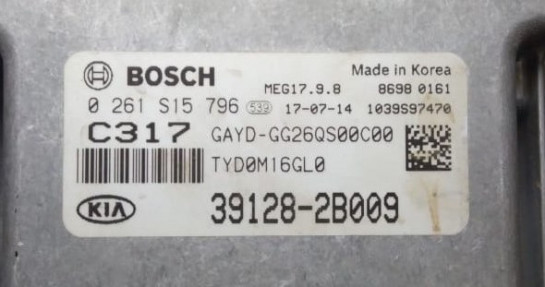 BOSCH
Made in Korea
MEG17.9.8 8698 0161
0 261 S15 796 539 17-07-14 1039S97470
C317 GAYD-GG26QS00C00
TYD0M16GL0
KIA 39128-2B009